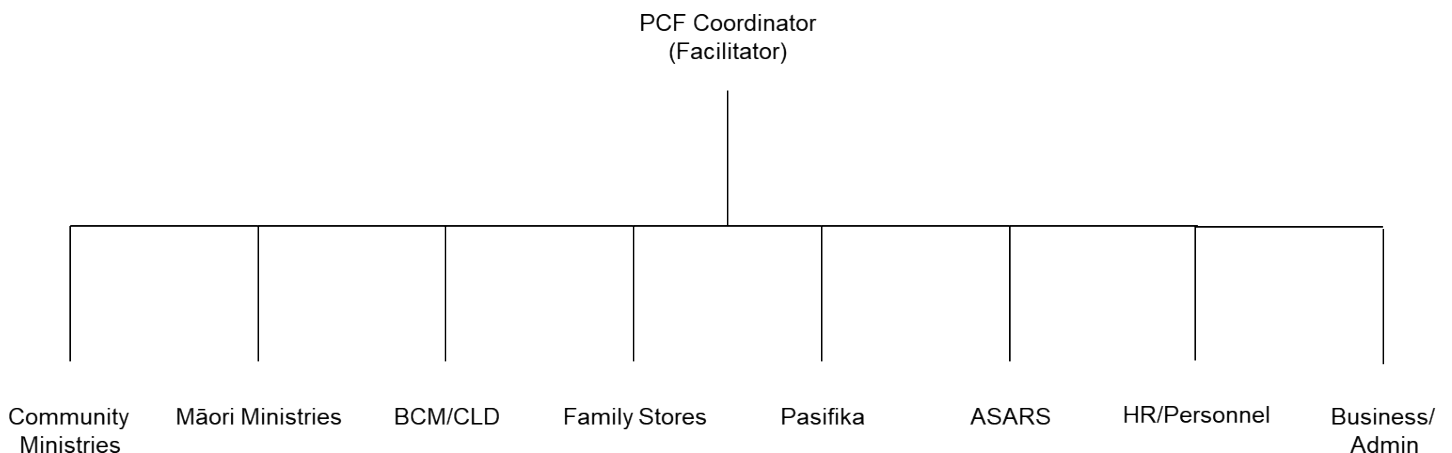 PCF Coordinator
(Facilitator)
Community
Ministries
Māori Ministries
BCM/CLD
Family Stores
Pasifika
ASARS
HR/Personnel
Business/
Admin